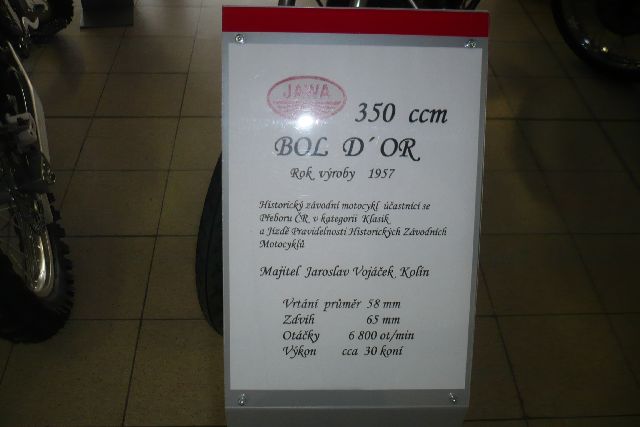 JAWA
350 ccm
BOL D´OR
Rok výroby 1957
Historický závodní motocykl účastnící se
Přeboru ČR v kategorii Klasik
a Jízdě Pravidelnosti Historických Závodních
Motocyklů
Majitel Jaroslav Vojáček Kolín
Vrtání průměr 58 mm
Zdvih 65 mm
Otáčky 6 800 ot/min
Výkon cca 30 koní